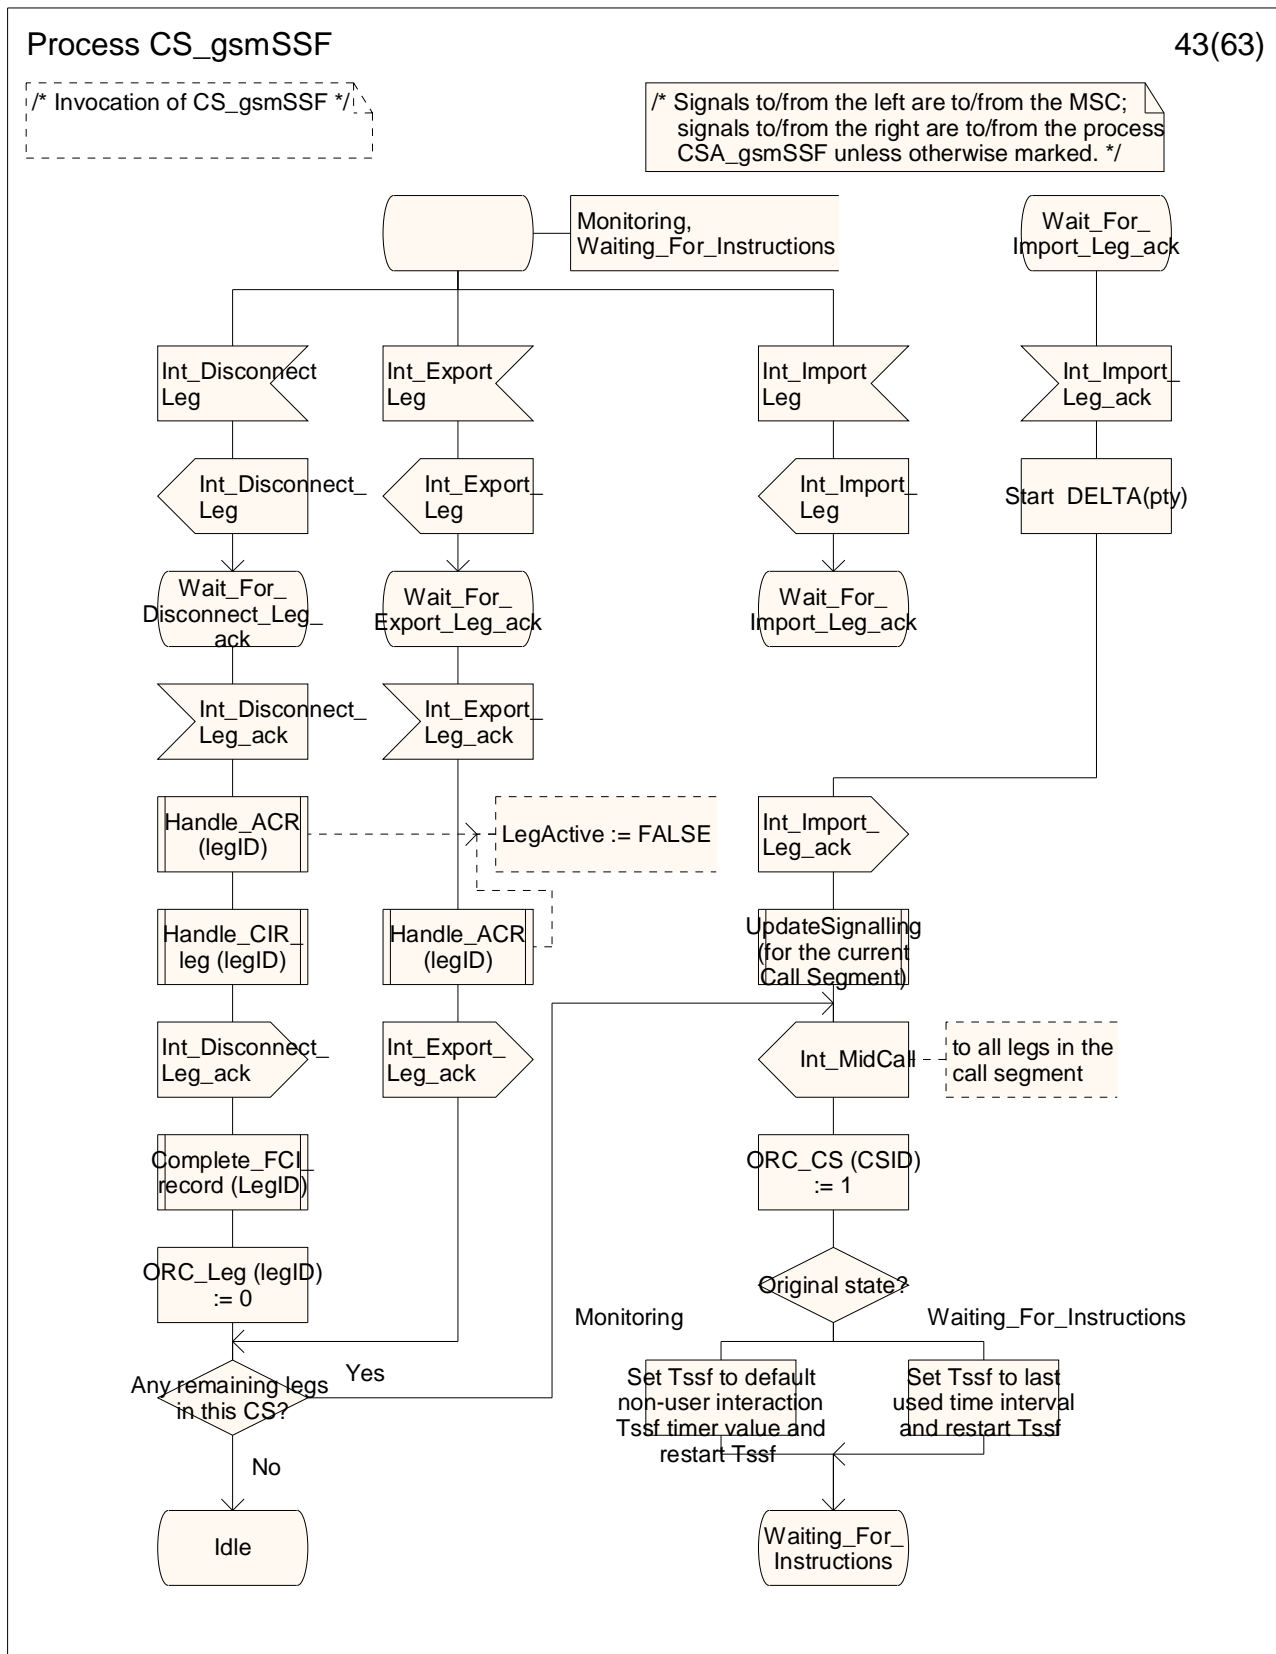 Process CS_gsmSSF
43(63)
/* Invocation of CS_gsmSSF */
/* Signals to/from the left are to/from the MSC;
signals to/from the right are to/from the process
CSA_gsmSSF unless otherwise marked. */
Monitoring,
Waiting_For_Instructions
Wait_For_
Import_Leg_ack
Int_Disconnect
Leg
Int_Export
Leg
Int_Import
Leg
Int_Import_
Leg_ack
Int_Disconnect_
Leg
Int_Export_
Leg
Int_Import_
Leg
Start DELTA(pty)
Wait_For_
Disconnect_Leg_
ack
Wait_For_
Export_Leg_ack
Wait_For_
Import_Leg_ack
Int_Disconnect_
Leg_ack
Int_Export_
Leg_ack
Handle_ACR
(legID)
LegActive := FALSE
Int_Import_
Leg_ack
Handle_CIR_
leg (legID)
Handle_ACR
(legID)
UpdateSignalling
(for the current
Call Segment)
Int_Disconnect_
Leg_ack
Int_Export_
Leg_ack
Int_MidCall
to all legs in the
call segment
Complete_FCI_
record (LegID)
ORC_CS (CSID)
:= 1
ORC_Leg (legID)
:= 0
Original state?
Monitoring
Waiting_For_Instructions
Any remaining legs
in this CS?
Yes
Set Tssf to default
non-user interaction
Tssf timer value and
restart Tssf
Set Tssf to last
used time interval
and restart Tssf
No
Idle
Waiting_For_
Instructions